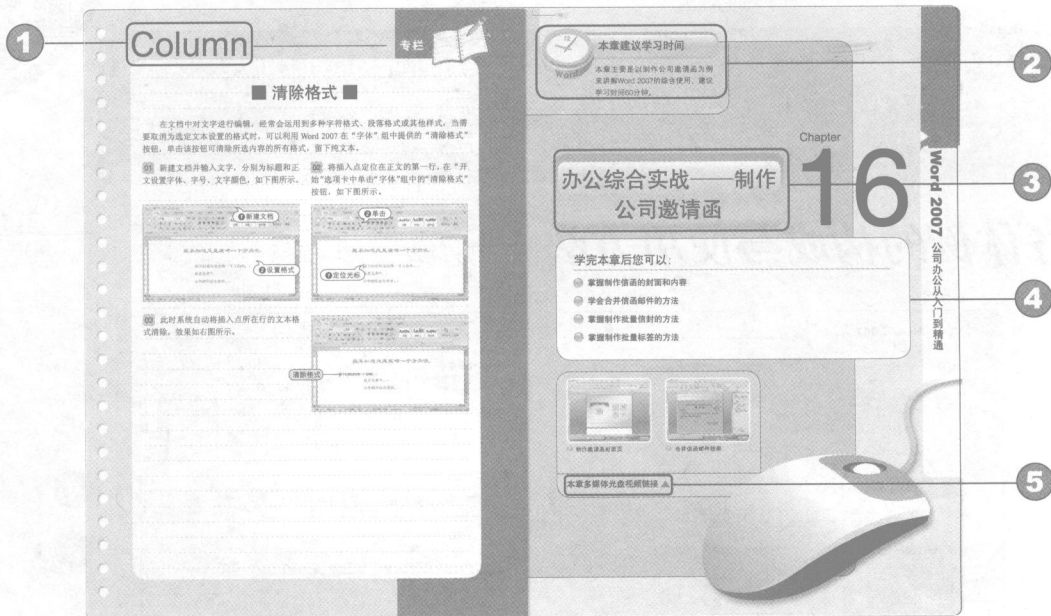 1
Column
专栏
■ 清除格式 ■
在文档中对文字进行编辑，经常会运用到多种字符格式、段落格式或其他样式，当需
要取消为选定文本设置的格式时，可以利用 Word 2007 在“字体”组中提供的“清除格式”
按钮，单击该按钮可清除所选内容的所有格式，留下纯文本。
01 新建文档并输入文字，分别为标题和正
文设置字体、字号、文字颜色，如下图所示。
❶新建文档
❷设置格式
02 将插入点定位在正文的第一行，在“开
始”选项卡中单击“字体”组中的“清除格式”
按钮，如下图所示。
❷单击
❶定位光标
03 此时系统自动将插入点所在行的文本格
式清除，效果如右图所示。
清除格式
12
Word
本章建议学习时间
本章主要是以制作公司邀请函为例
来讲解Word 2007的综合使用，建议
学习时间60分钟。
2
Chapter
16
办公综合实战——制作
公司邀请函
3
Word 2007 公司办公从入门到精通
学完本章后您可以：
掌握制作信函的封面和内容
学会合并信函邮件的方法
掌握制作批量信封的方法
掌握制作批量标签的方法
4
合并信函邮件
本章多媒体光盘视频链接 ▲
5